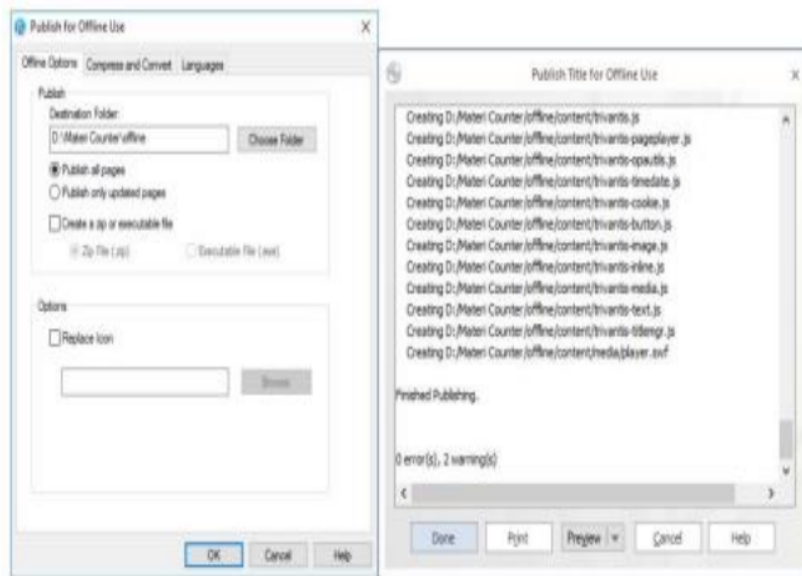 Publish for Offline Use
Offline Options Compress and Convert Languages
Publish
Destination Folder:
D:\Materi Counter\offline
Choose Folder
Publish all pages
Publish only updated pages
Create a zip or executable file
Zip File (.zip) Executable File (.exe)
Options
Replace Icon
Browse
OK Cancel Help
Publish Title for Offline Use
Creating D:/Materi Counter/offline/content/trivantis.js
Creating D:/Materi Counter/offline/content/trivantis-pageplayer.js
Creating D:/Materi Counter/offline/content/trivantis-opautils.js
Creating D:/Materi Counter/offline/content/trivantis-timedate.js
Creating D:/Materi Counter/offline/content/trivantis-cookie.js
Creating D:/Materi Counter/offline/content/trivantis-button.js
Creating D:/Materi Counter/offline/content/trivantis-image.js
Creating D:/Materi Counter/offline/content/trivantis-inline.js
Creating D:/Materi Counter/offline/content/trivantis-media.js
Creating D:/Materi Counter/offline/content/trivantis-text.js
Creating D:/Materi Counter/offline/content/trivantis-titlemgr.js
Creating D:/Materi Counter/offline/content/media/player.swf
Finished Publishing.
0 error(s), 2 warning(s)
Done Print Preview Cancel Help